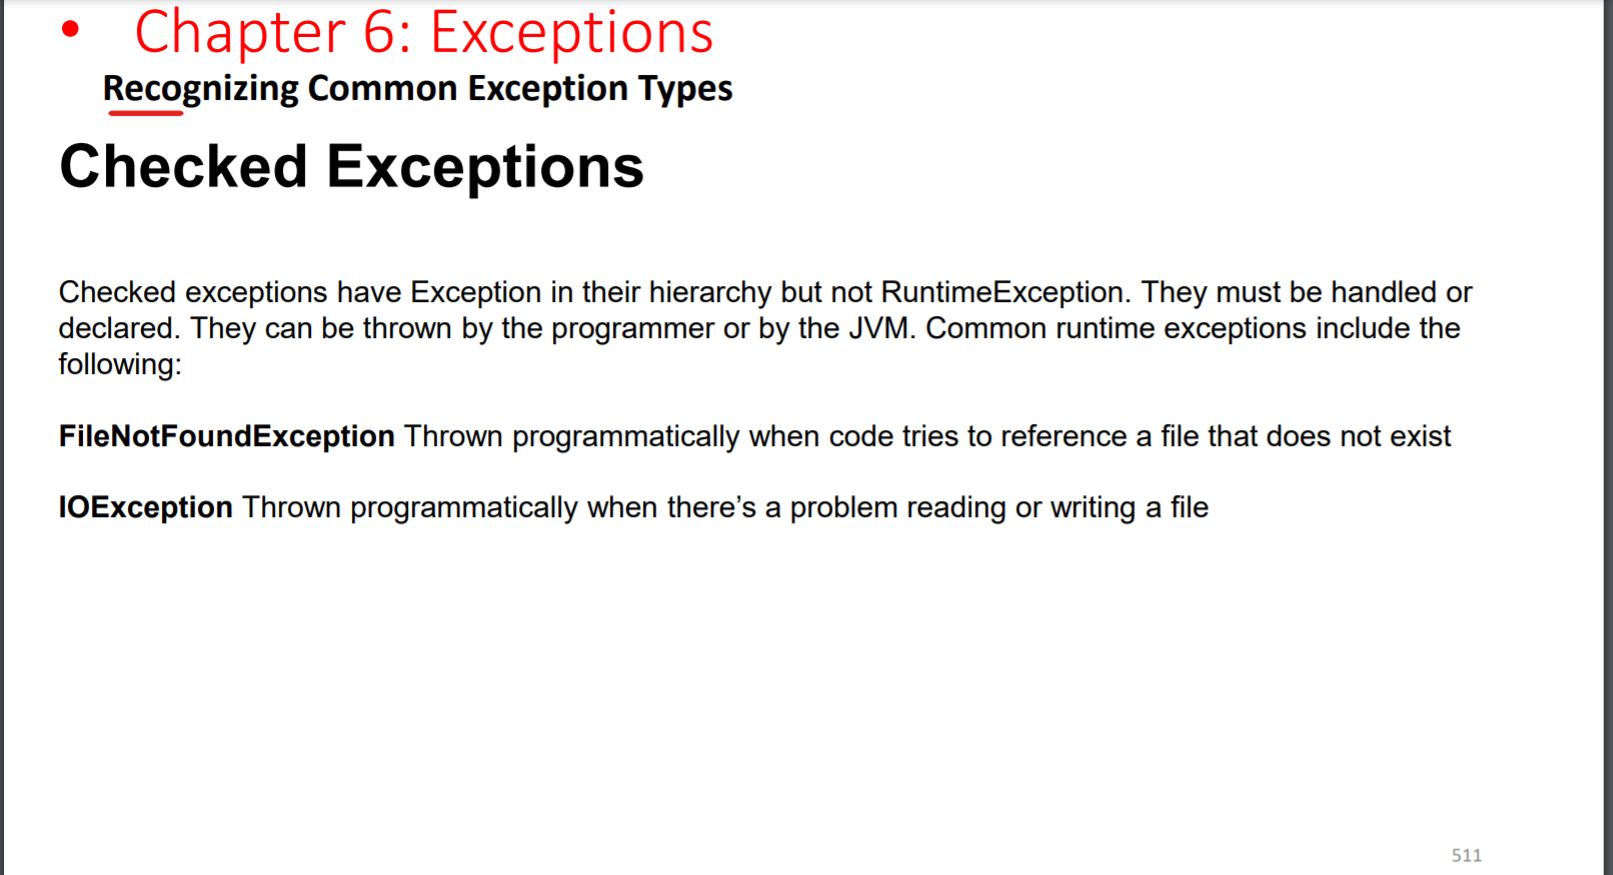 • Chapter 6: Exceptions
Recognizing Common Exception Types
Checked Exceptions
Checked exceptions have Exception in their hierarchy but not RuntimeException. They must be handled or
declared. They can be thrown by the programmer or by the JVM. Common runtime exceptions include the
following:
FileNotFoundException Thrown programmatically when code tries to reference a file that does not exist
IOException Thrown programmatically when there’s a problem reading or writing a file
511